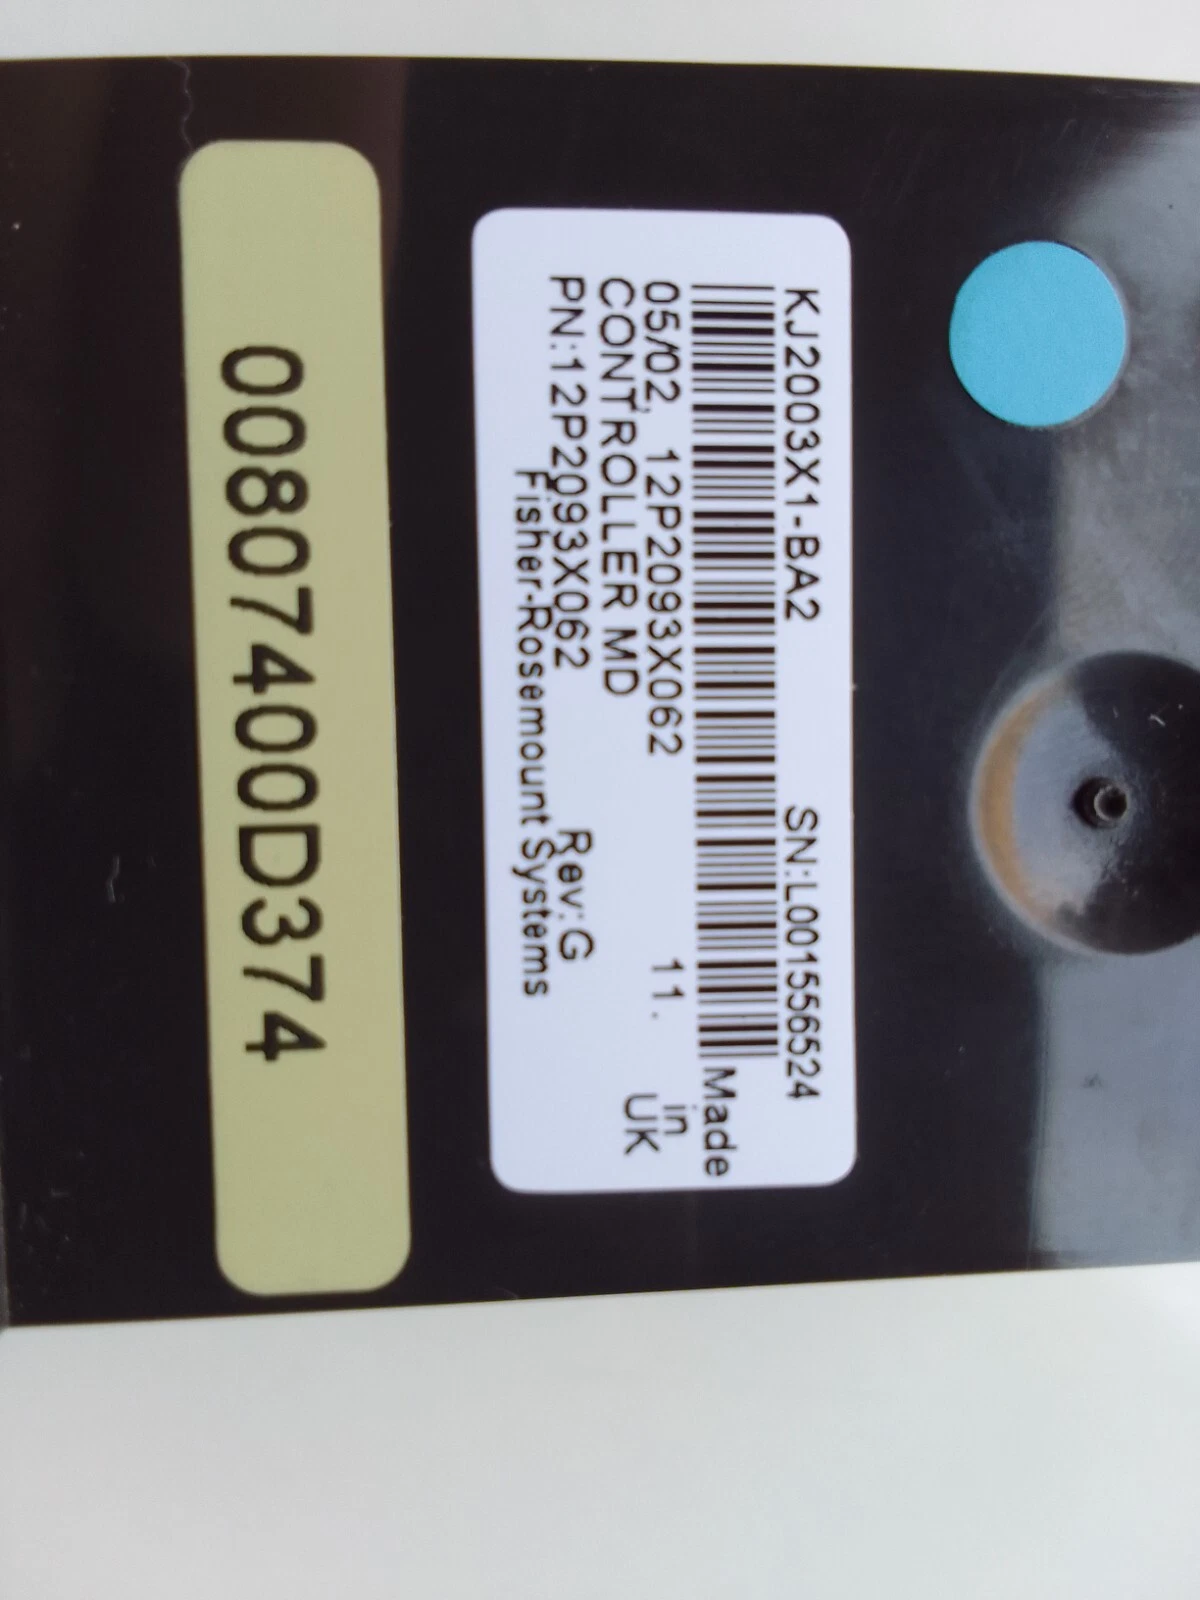 KJ2003X1-BA2 SN:L001556524
Made
05/02, 12P2093X062 11. in
CONTROLLER MD UK
PN:12P2093X062 Rev:G
Fisher-Rosemount Systems
00807400D374